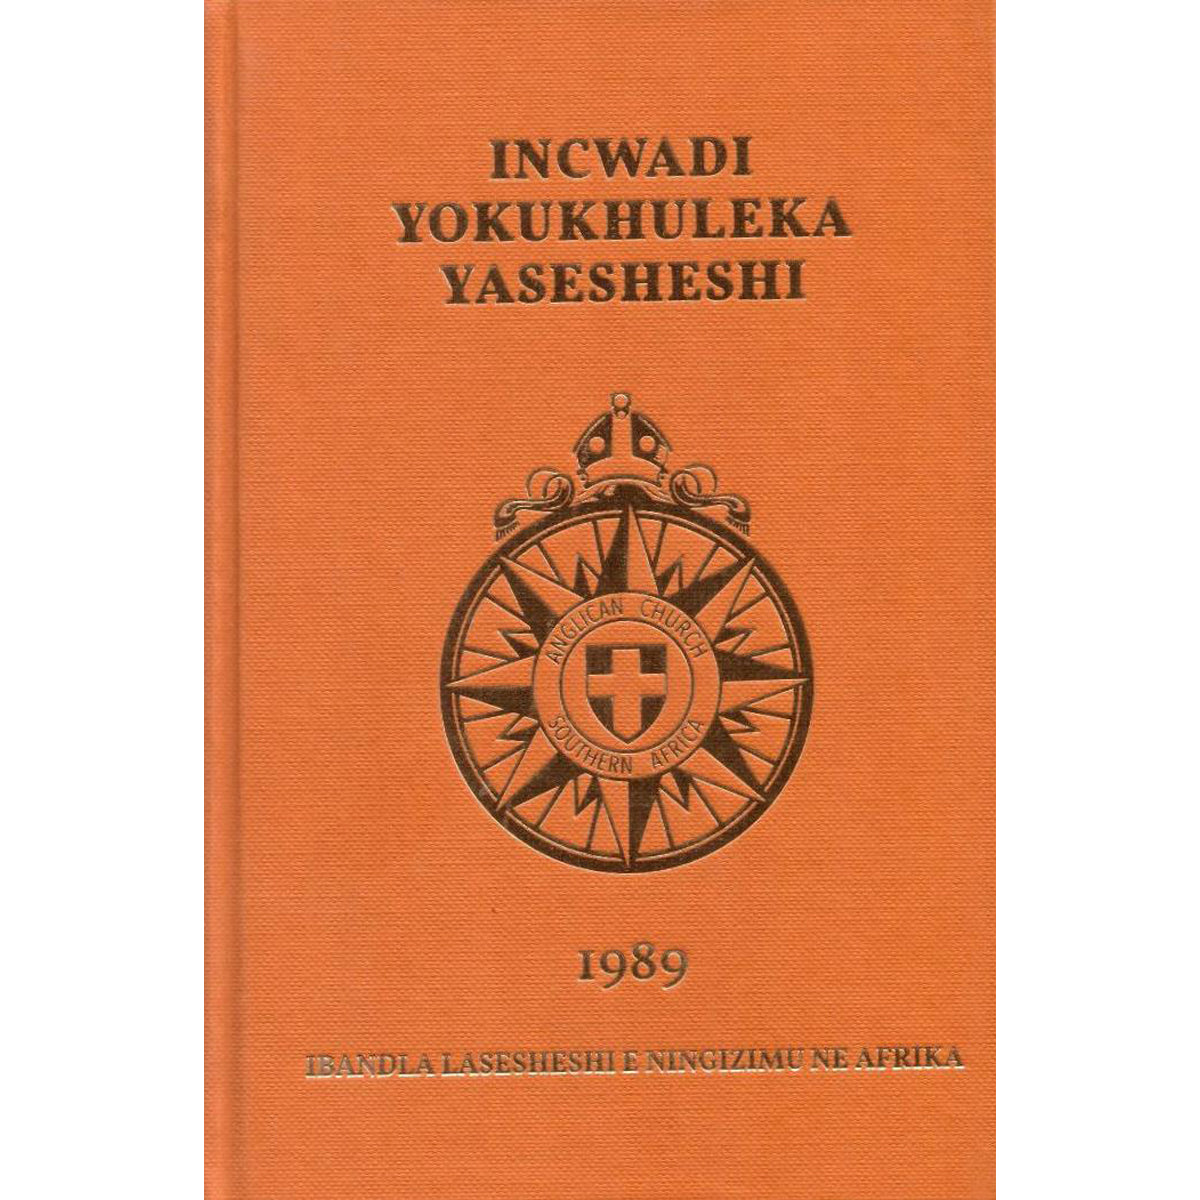 INCWADI
YOKUKHULEKA
YASESHESHI
ANGLICAN CHURCH
SOUTHERN AFRICA
1989
IBANDLA LASESHESHI E NINGIZIMU NE AFRIKA